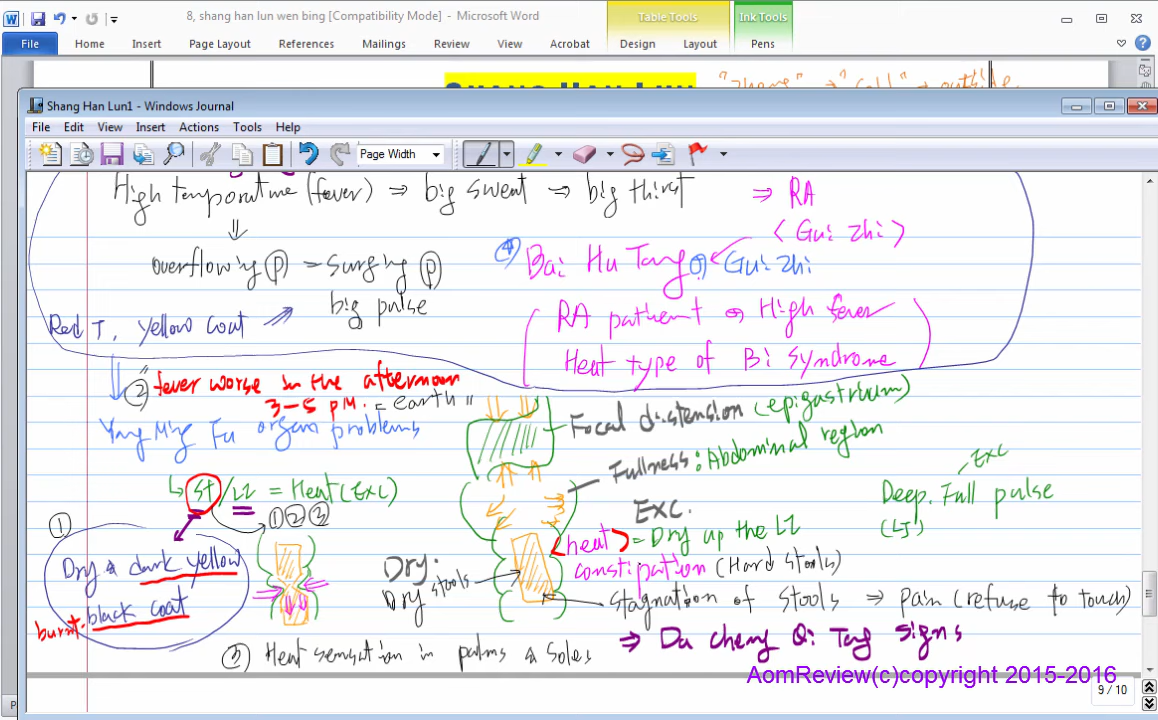 8, shang han lun wen bing [Compatibility Mode] - Microsoft Word
Table Tools
Ink Tools
File Home Insert Page Layout References Mailings Review View Acrobat Design Layout Pens
Shang Han Lun1 - Windows Journal
File Edit View Insert Actions Tools Help
Page Width
High temporature (fever) ⇒ big sweat → big thirst ⇒ RA
⇓
< Gui Zhi >
overflowing (P) = surging (P)
④ Bai Hu Tang Gui Zhi
big pulse
Red T, yellow coat
RA patient High fever
Heat type of Bi syndrome
② fever worse in the afternoon
3-5 PM. = earth "
Yang Ming Fu organ problems
Focal distension (epigastrium)
Fullness: Abdominal region
St/LI = Heat (EXC)
① ② ③
EXC.
EXC
Deep. Full pulse
(LI)
①
Dry & dark yellow
black coat
burnt.
Dry.
Dry stools
(heat) = Dry up the LI
constipation (Hard Stools)
Stagnation of Stools ⇒ pain (refuse to touch)
③ Heat sensation in palms & Soles
⇒ Da cheng Qi Tang signs
AomReview(c)copyright 2015-2016
9 / 10